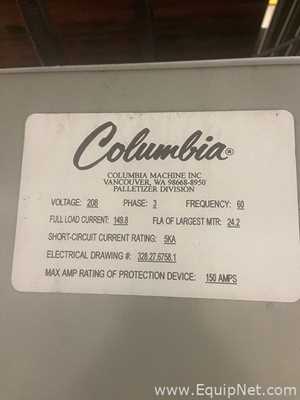 Columbia®
COLUMBIA MACHINE INC
VANCOUVER, WA 98668-8950
PALLETIZER DIVISION
VOLTAGE: 208 PHASE: 3 FREQUENCY: 60
FULL LOAD CURRENT: 149.8 FLA OF LARGEST MTR: 24.2
SHORT-CIRCUIT CURRENT RATING: 5KA
ELECTRICAL DRAWING #: 328.27.6758.1
MAX AMP RATING OF PROTECTION DEVICE: 150 AMPS
www.EquipNet.com